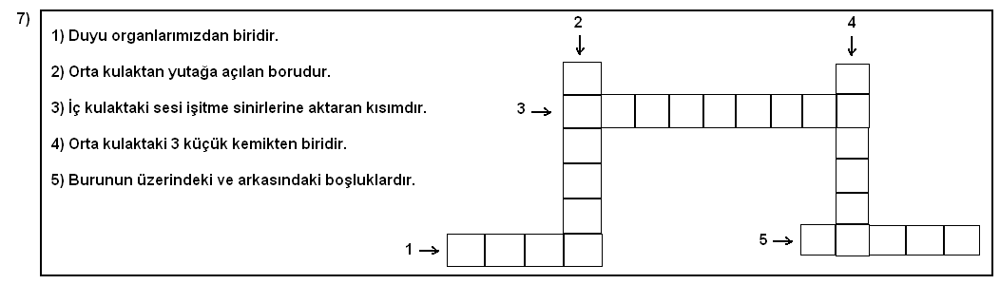 7)
1) Duyu organlarımızdan biridir.
2) Orta kulaktan yutağa açılan borudur.
3) İç kulaktaki sesi işitme sinirlerine aktaran kısımdır.
4) Orta kulaktaki 3 küçük kemikten biridir.
5) Burunun üzerindeki ve arkasındaki boşluklardır.
2
4
3
1
5